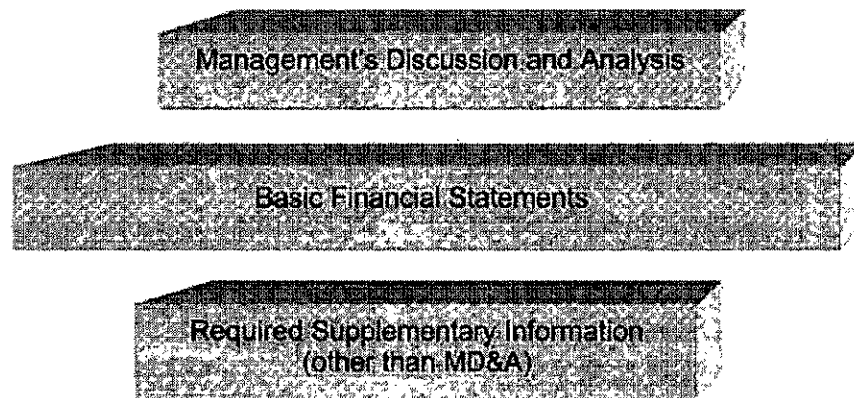 Management's Discussion and Analysis
Basic Financial Statements
Required Supplementary Information
(other than MD&A)